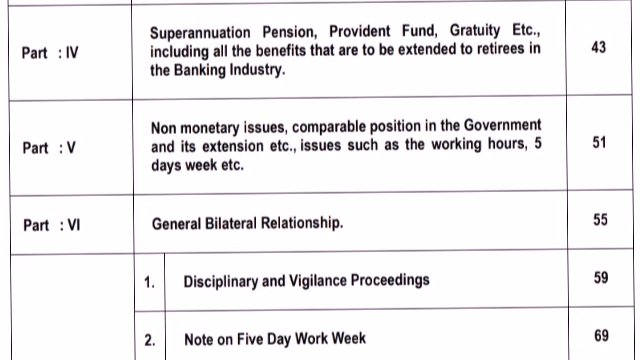 Superannuation Pension, Provident Fund, Gratuity Etc.,
Part : IV including all the benefits that are to be extended to retirees in 43
the Banking Industry.
Non monetary issues, comparable position in the Government
Part : V and its extension etc., issues such as the working hours, 5 51
days week etc.
Part : VI General Bilateral Relationship. 55
1. Disciplinary and Vigilance Proceedings 59
2. Note on Five Day Work Week 69